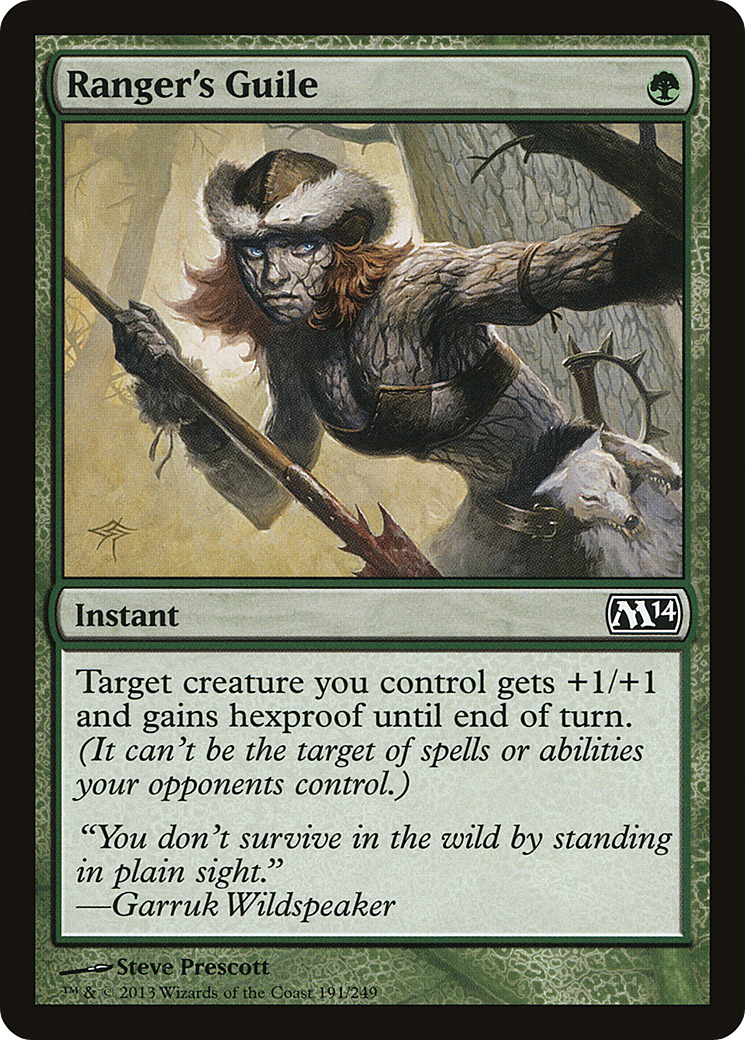 Ranger's Guile
Instant
M14
Target creature you control gets +1/+1
and gains hexproof until end of turn.
(It can't be the target of spells or abilities
your opponents control.)
“You don't survive in the wild by standing
in plain sight.”
—Garruk Wildspeaker
Steve Prescott
™ & © 2013 Wizards of the Coast 191/249